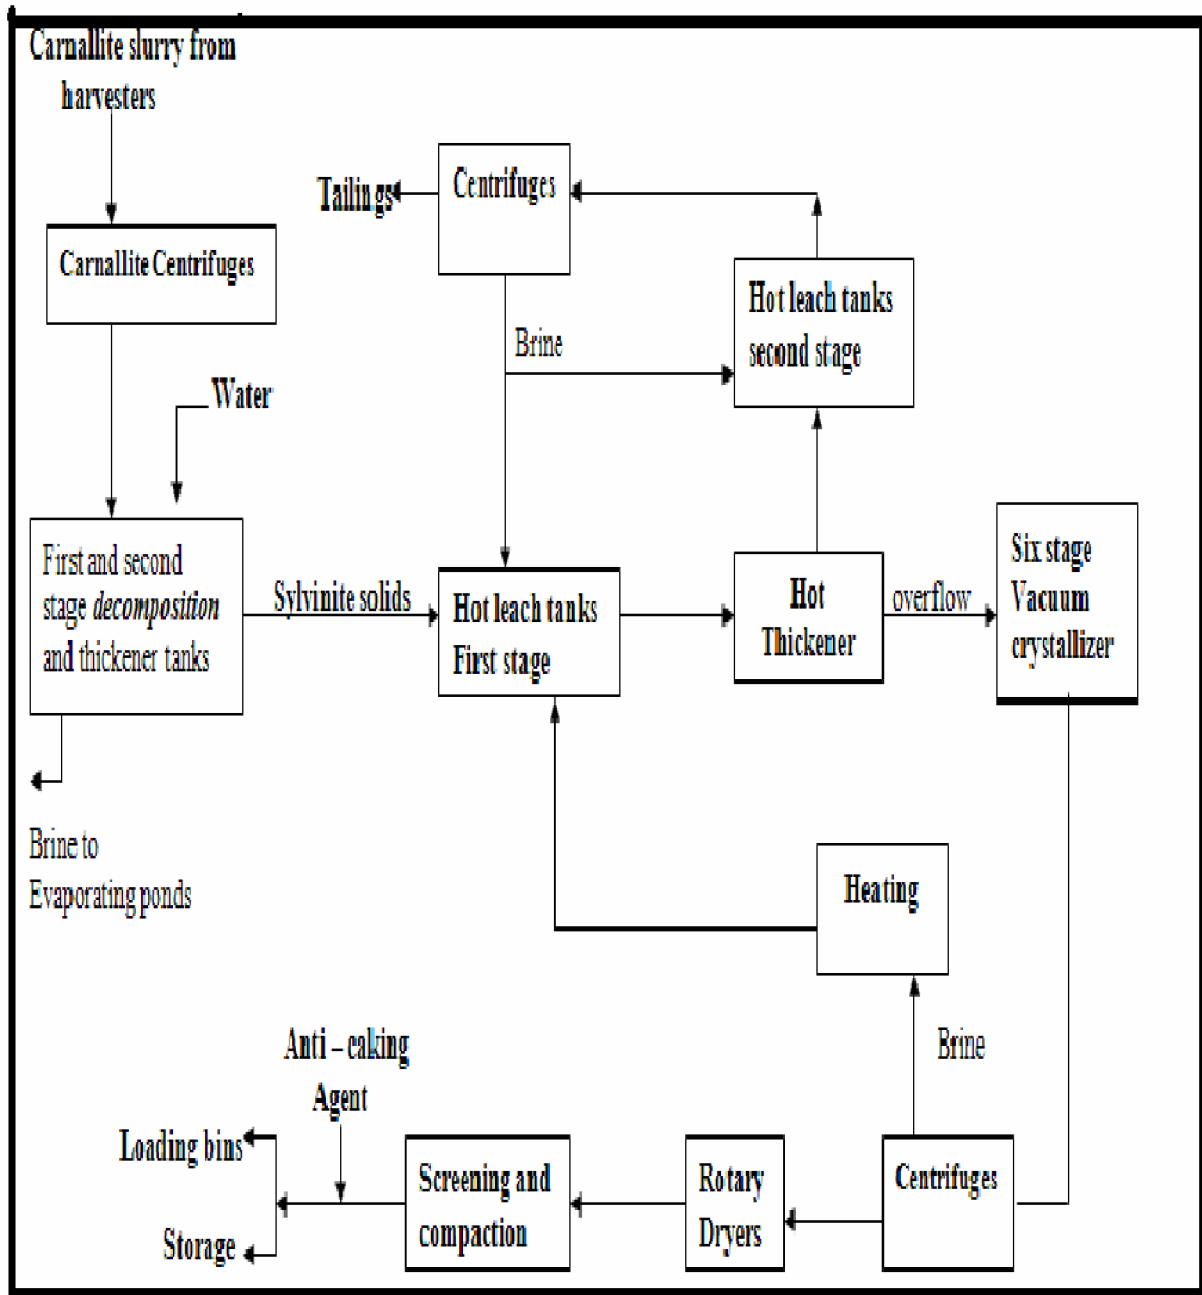 Carnallite slurry from
harvesters
Carnallite Centrifuges
Water
First and second
stage decomposition
and thickener tanks
Brine to
Evaporating ponds
Sylvinite solids
Tailings
Centrifuges
Brine
Hot leach tanks
second stage
Hot leach tanks
First stage
Hot
Thickener
overflow
Six stage
Vacuum
crystallizer
Heating
Brine
Centrifuges
Rotary
Dryers
Screening and
compaction
Anti – caking
Agent
Loading bins
Storage